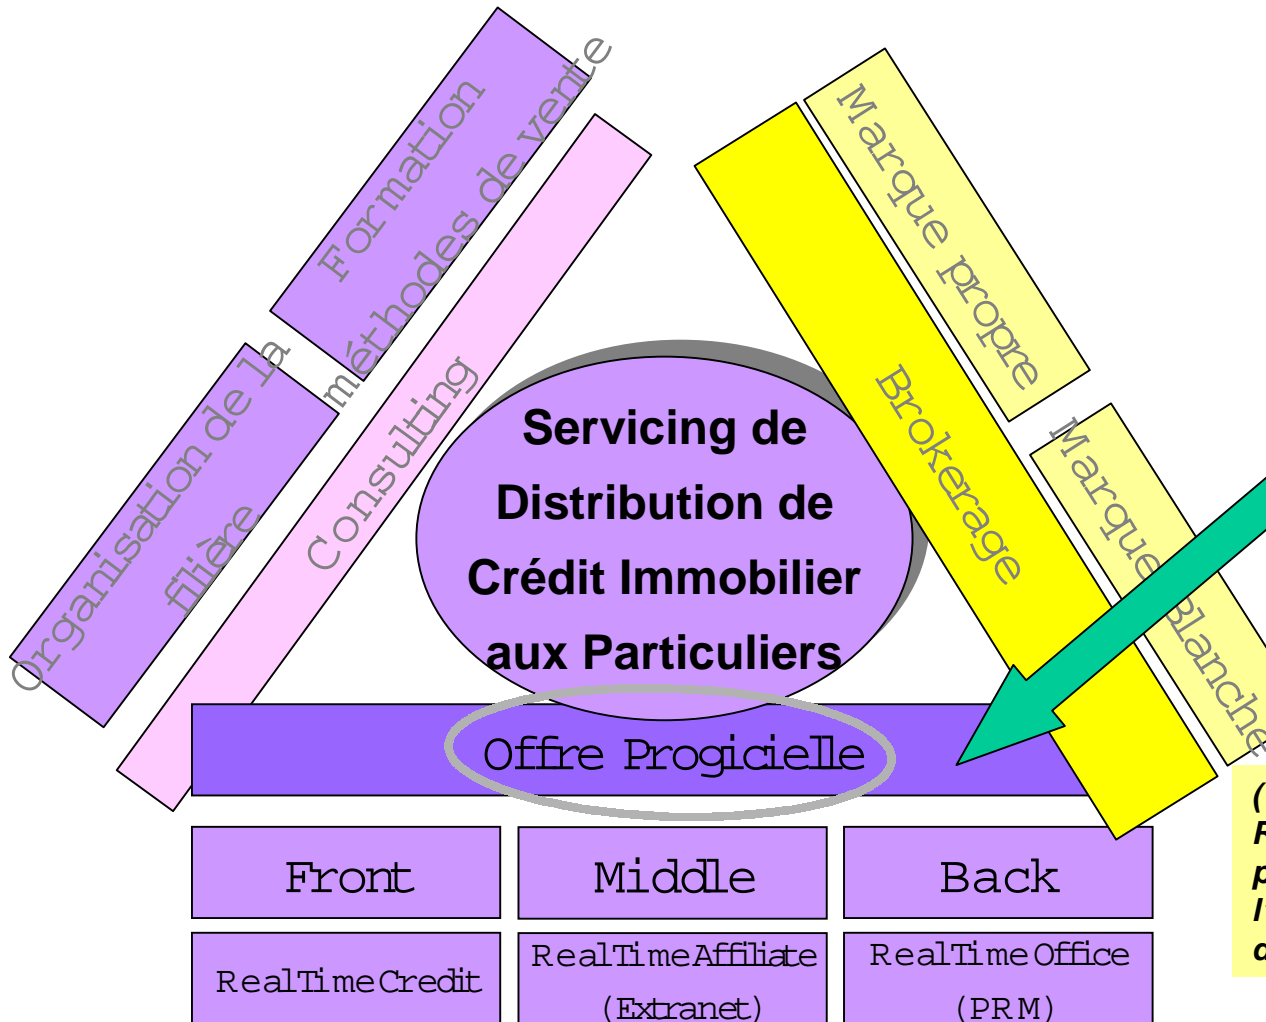 Formation
méthodes de vente
Organisation de la
filière
Consulting
Servicing de
Distribution de
Crédit Immobilier
aux Particuliers
Marque propre
Brokerage
Marque Blanche
Offre Progicielle
Front
Middle
Back
RealTimeCredit
RealTimeAffiliate
(Extranet)
RealTimeOffice
(PRM)